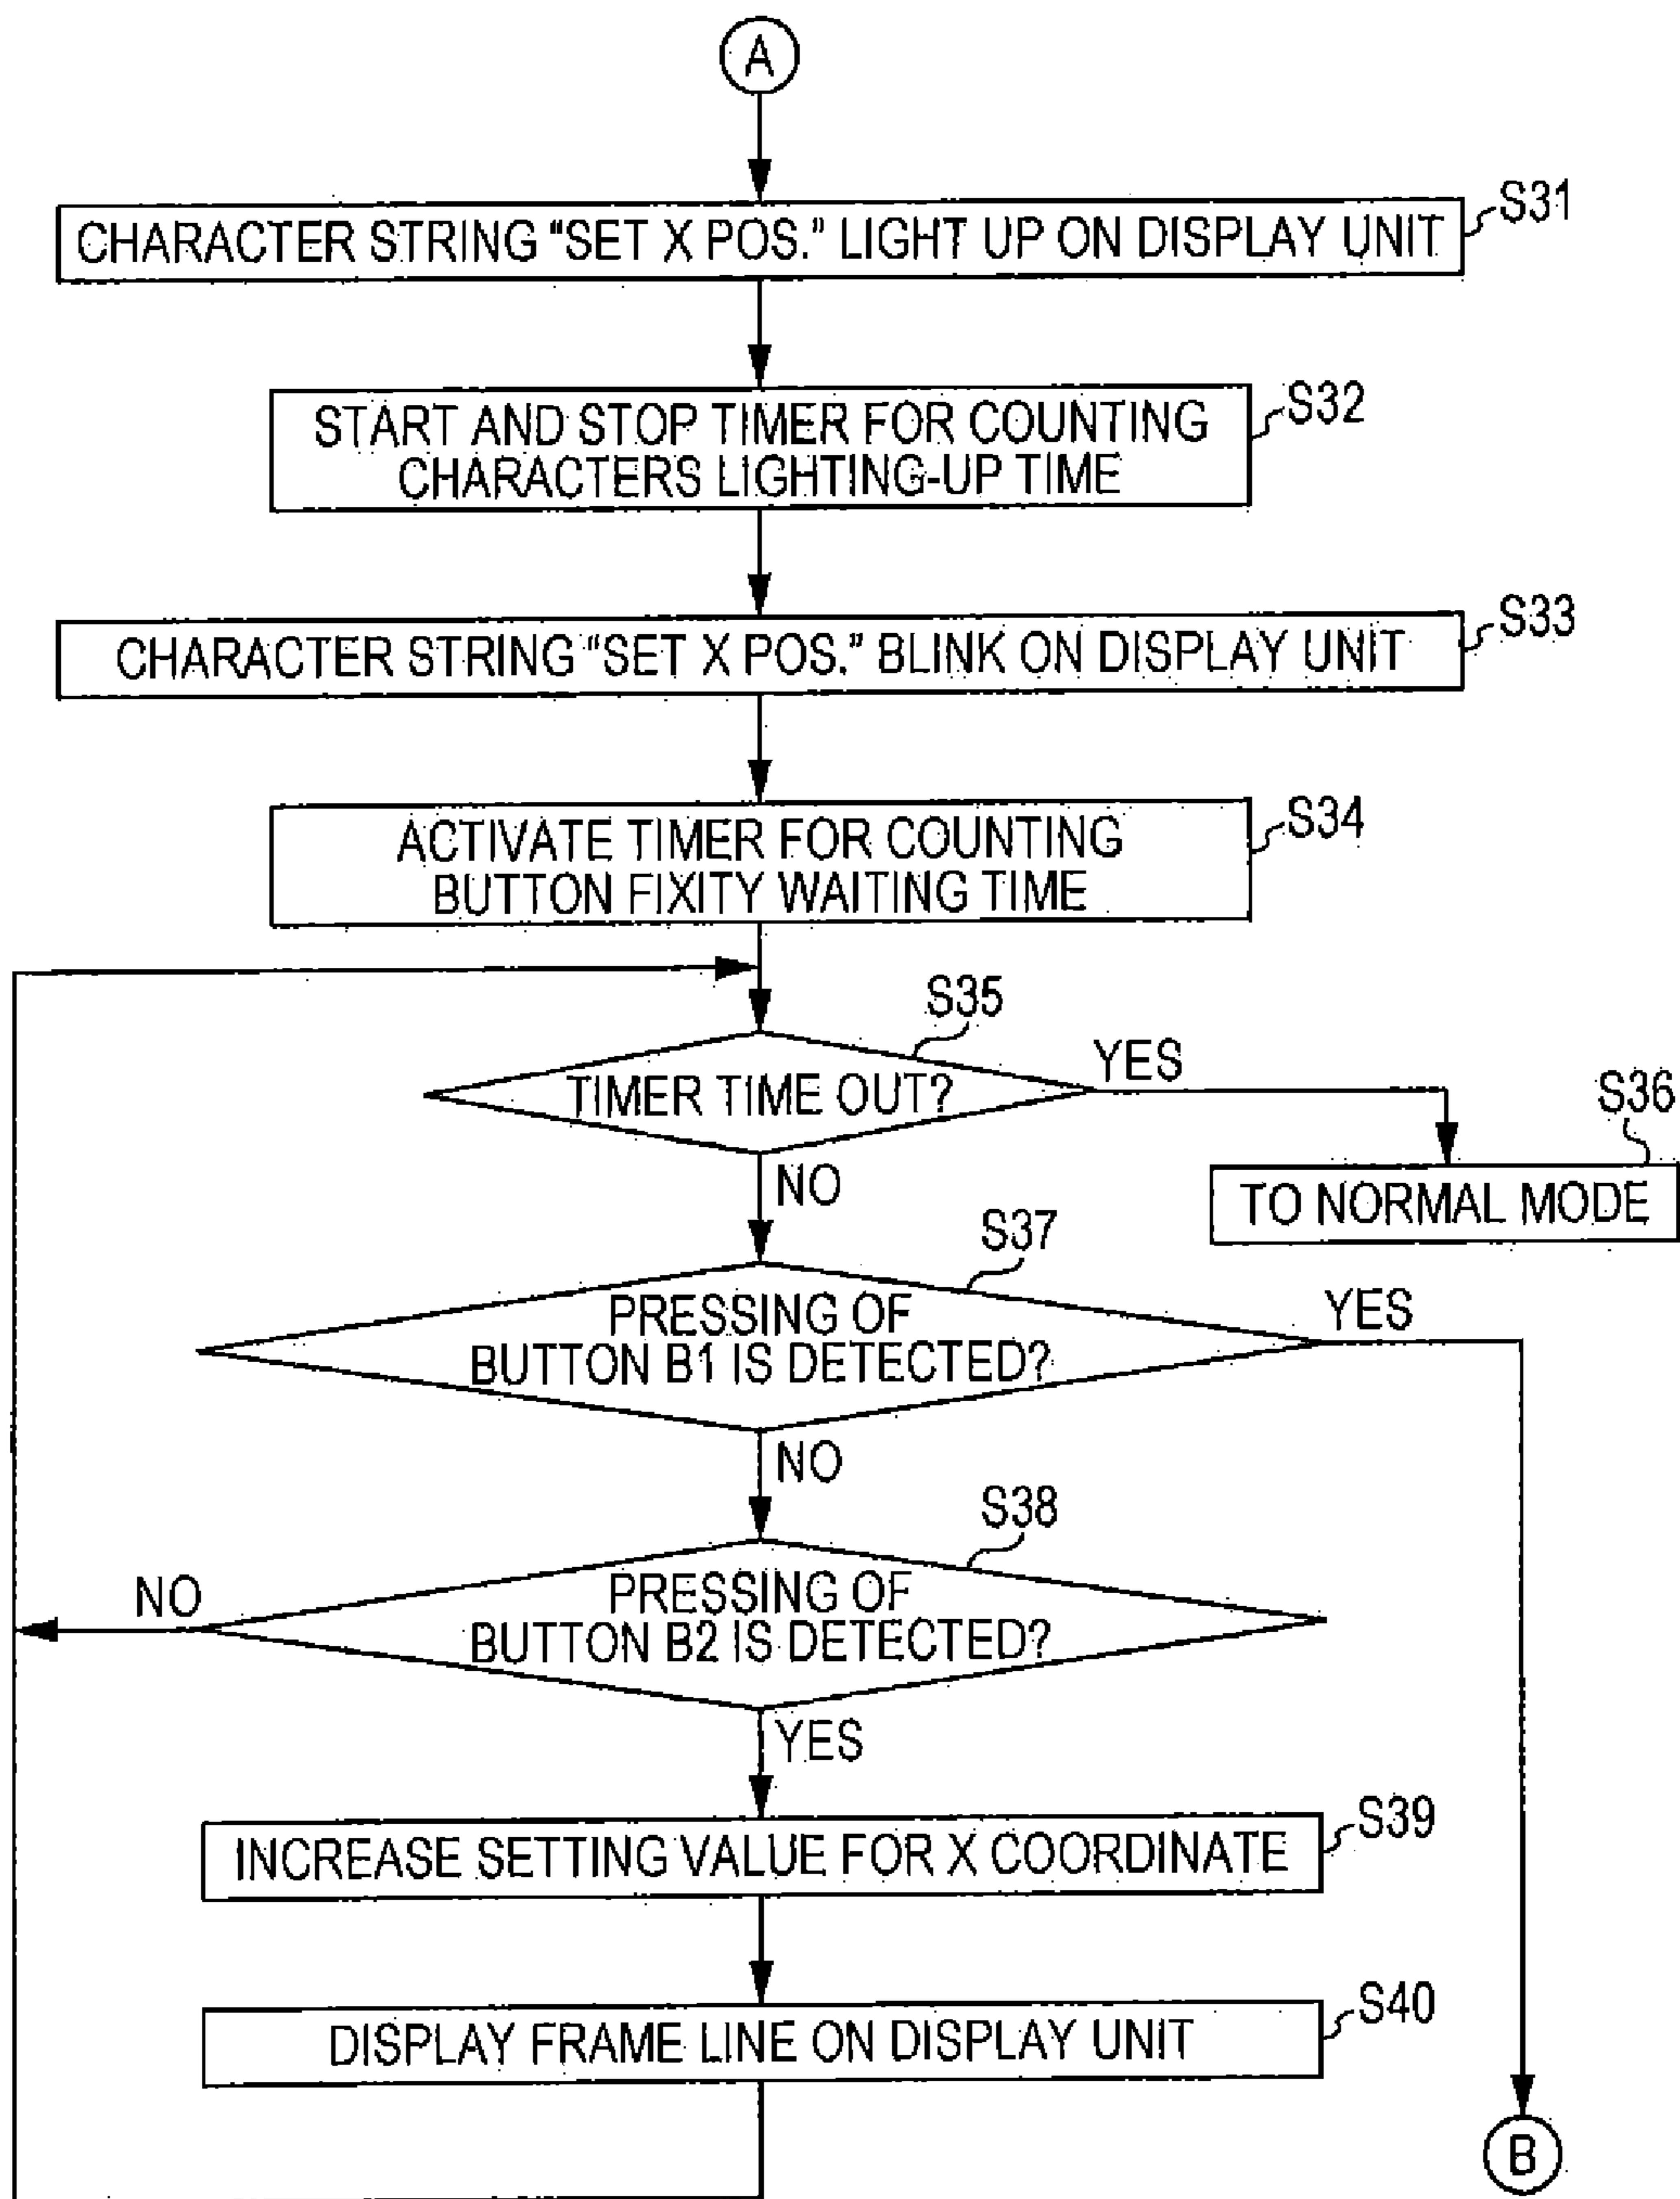 A
CHARACTER STRING "SET X POS." LIGHT UP ON DISPLAY UNIT
S31
START AND STOP TIMER FOR COUNTING
CHARACTERS LIGHTING-UP TIME
S32
CHARACTER STRING "SET X POS." BLINK ON DISPLAY UNIT
S33
ACTIVATE TIMER FOR COUNTING
BUTTON FIXITY WAITING TIME
S34
S35
TIMER TIME OUT?
YES
NO
S36
TO NORMAL MODE
S37
PRESSING OF
BUTTON B1 IS DETECTED?
YES
NO
S38
PRESSING OF
BUTTON B2 IS DETECTED?
NO
YES
INCREASE SETTING VALUE FOR X COORDINATE
S39
DISPLAY FRAME LINE ON DISPLAY UNIT
S40
B